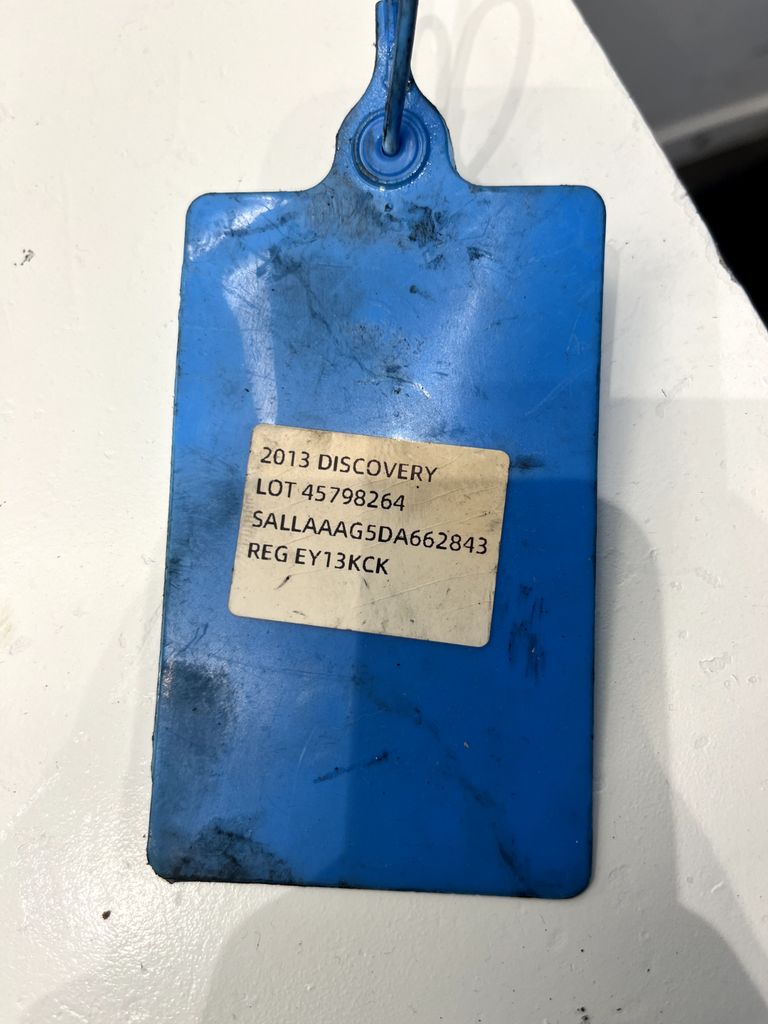 2013 DISCOVERY
LOT 45798264
SALLAAAG5DA662843
REG EY13KCK